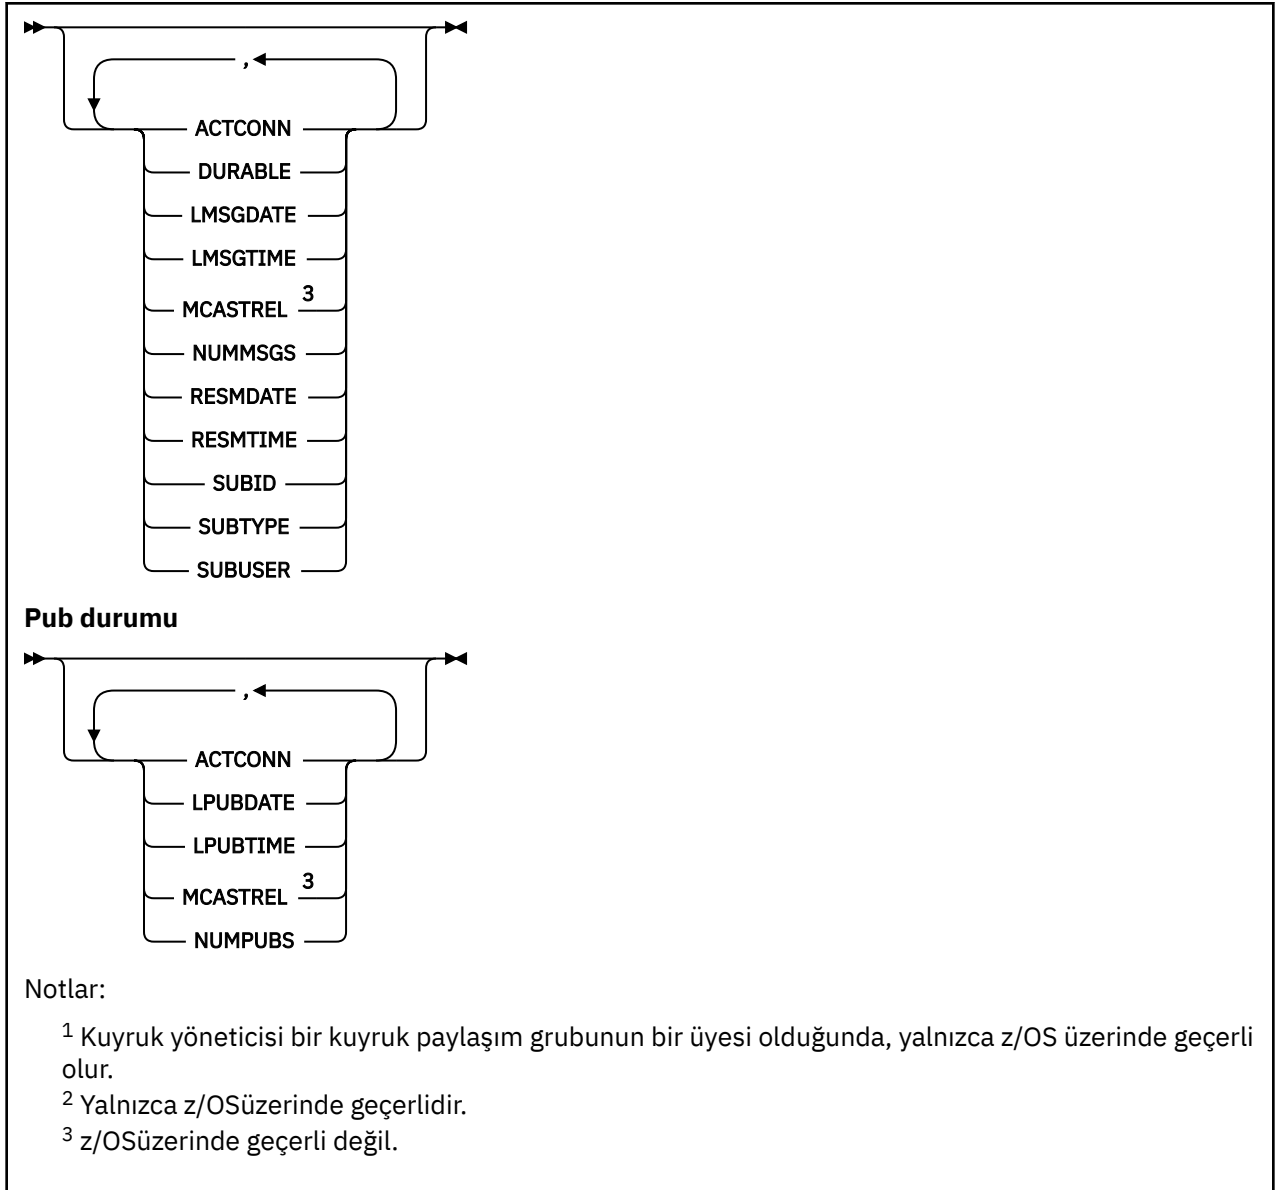 ,
ACTCONN
DURABLE
LMSGDATE
LMSGTIME
MCASTREL 3
NUMMSGS
RESMDATE
RESMTIME
SUBID
SUBTYPE
SUBUSER
Pub durumu
,
ACTCONN
LPUBDATE
LPUBTIME
MCASTREL 3
NUMPUBS
Notlar:
1 Kuyruk yöneticisi bir kuyruk paylaşım grubunun bir üyesi olduğunda, yalnızca z/OS üzerinde geçerli
olur.
2 Yalnızca z/OSüzerinde geçerlidir.
3 z/OSüzerinde geçerli değil.